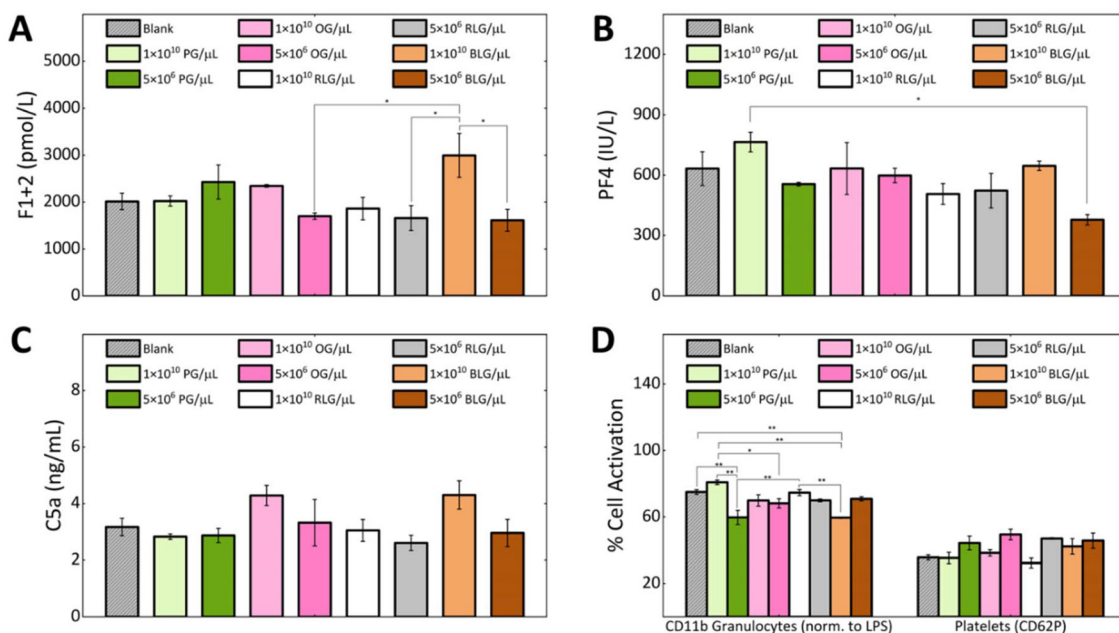 A
Blank
1×10¹⁰ OG/μL
5×10⁶ RLG/μL
1×10¹⁰ PG/μL
5×10⁶ OG/μL
1×10¹⁰ BLG/μL
5×10⁶ PG/μL
1×10¹⁰ RLG/μL
5×10⁶ BLG/μL
F1+2 (pmol/L)
5000
4000
3000
2000
1000
0
*
*
*
B
Blank
1×10¹⁰ OG/μL
5×10⁶ RLG/μL
1×10¹⁰ PG/μL
5×10⁶ OG/μL
1×10¹⁰ BLG/μL
5×10⁶ PG/μL
1×10¹⁰ RLG/μL
5×10⁶ BLG/μL
PF4 (IU/L)
1200
900
600
300
0
*
C
Blank
1×10¹⁰ OG/μL
5×10⁶ RLG/μL
1×10¹⁰ PG/μL
5×10⁶ OG/μL
1×10¹⁰ BLG/μL
5×10⁶ PG/μL
1×10¹⁰ RLG/μL
5×10⁶ BLG/μL
C5a (ng/mL)
8
6
4
2
0
D
Blank
1×10¹⁰ OG/μL
5×10⁶ RLG/μL
1×10¹⁰ PG/μL
5×10⁶ OG/μL
1×10¹⁰ BLG/μL
5×10⁶ PG/μL
1×10¹⁰ RLG/μL
5×10⁶ BLG/μL
% Cell Activation
140
100
60
20
**
**
*
**
**
**
**
CD11b Granulocytes (norm. to LPS)
Platelets (CD62P)